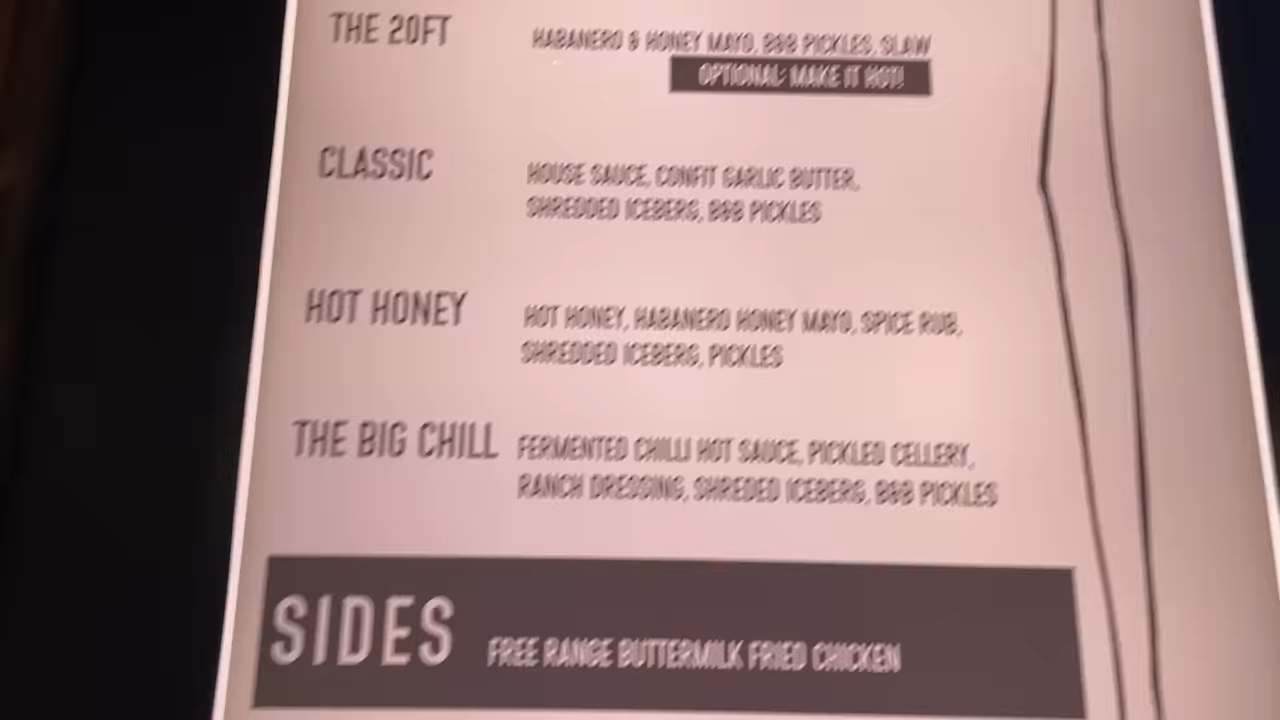 THE 20FT HABANERO & HONEY MAYO, B&B PICKLES, SLAW
OPTIONAL: MAKE IT HOT!
CLASSIC HOUSE SAUCE, CONFIT GARLIC BUTTER,
SHREDDED ICEBERG, B&B PICKLES
HOT HONEY HOT HONEY, HABANERO HONEY MAYO, SPICE RUB,
SHREDDED ICEBERG, PICKLES
THE BIG CHILL FERMENTED CHILLI HOT SAUCE, PICKLED CELLERY,
RANCH DRESSING, SHREDED ICEBERG, B&B PICKLES
SIDES FREE RANGE BUTTERMILK FRIED CHICKEN